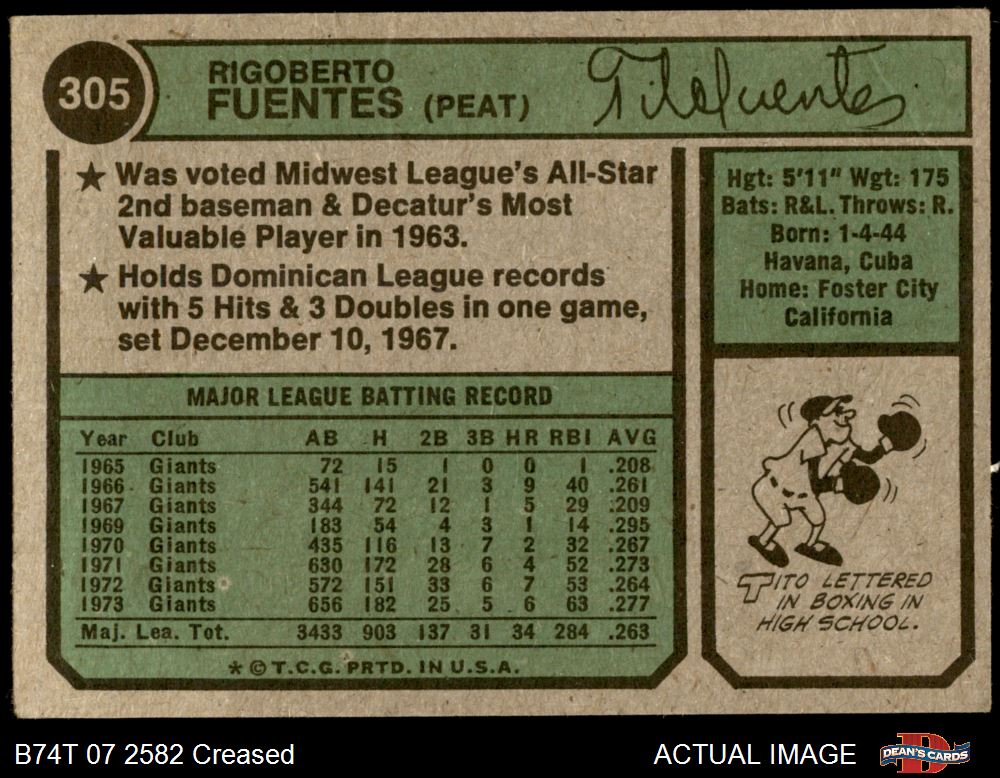 305
RIGOBERTO
FUENTES (PEAT)
Tito Fuentes
★ Was voted Midwest League's All-Star
2nd baseman & Decatur's Most
Valuable Player in 1963.
★ Holds Dominican League records
with 5 Hits & 3 Doubles in one game,
set December 10, 1967.
Hgt: 5'11" Wgt: 175
Bats: R&L. Throws: R.
Born: 1-4-44
Havana, Cuba
Home: Foster City
California
MAJOR LEAGUE BATTING RECORD
Year Club AB H 2B 3B HR RBI AVG
1965 Giants 72 15 1 0 0 1 .208
1966 Giants 541 141 21 3 9 40 .261
1967 Giants 344 72 12 1 5 29 .209
1969 Giants 183 54 4 3 1 14 .295
1970 Giants 435 116 13 7 2 32 .267
1971 Giants 630 172 28 6 4 52 .273
1972 Giants 572 151 33 6 7 53 .264
1973 Giants 656 182 25 5 6 63 .277
Maj. Lea. Tot. 3433 903 137 31 34 284 .263
* © T.C.G. PRTD. IN U.S.A.
TITO LETTERED
IN BOXING IN
HIGH SCHOOL.
B74T 07 2582 Creased
ACTUAL IMAGE
DEAN'S CARDS